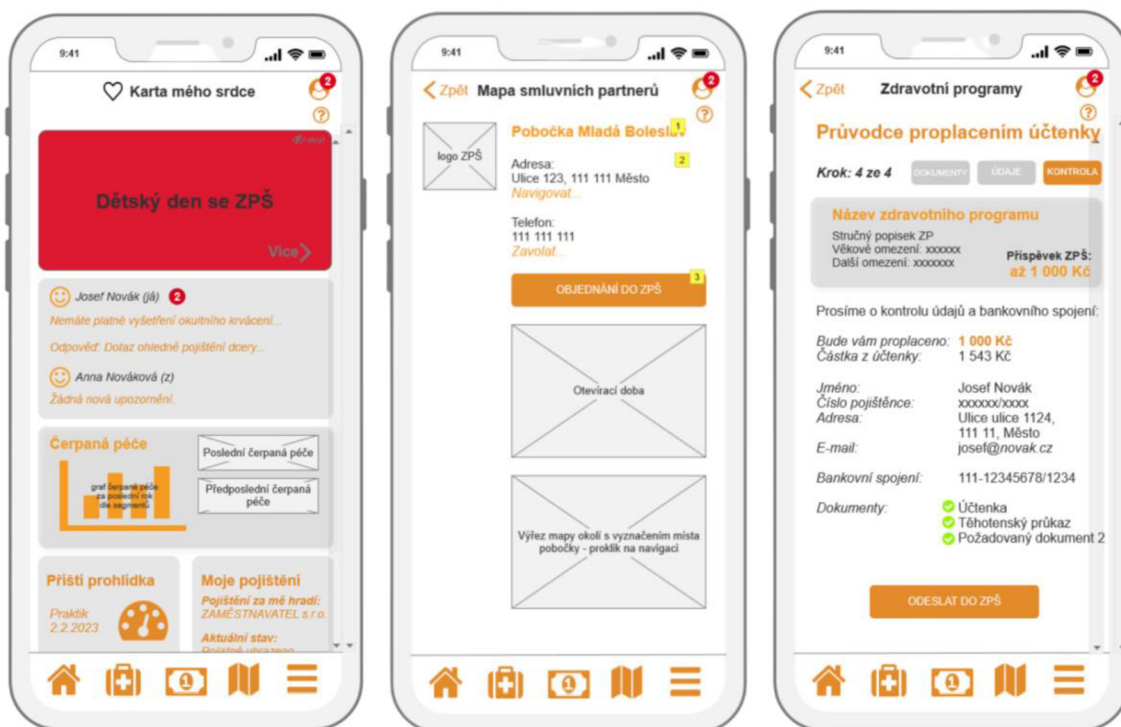 9:41
Karta mého srdce
2
?
skrýt
Dětský den se ZPŠ
Více
Josef Novák (já) 2
Nemáte platné vyšetření okultního krvácení...
Odpověď: Dotaz ohledně pojištění dcery...
Anna Nováková (z)
Žádná nová upozornění.
Čerpaná péče
graf čerpané péče
za poslední rok
dle segmentů
Poslední čerpaná péče
Předposlední čerpaná
péče
Příští prohlídka
Praktik
2.2.2023
Moje pojištění
Pojištění za mě hradí:
ZAMĚSTNAVATEL s.r.o.
Aktuální stav:
Pojistné uhrazeno
1
9:41
Zpět Mapa smluvních partnerů
2
?
logo ZPŠ
Pobočka Mladá Boleslav
1
Adresa:
2
Ulice 123, 111 111 Město
Navigovat...
Telefon:
111 111 111
Zavolat...
3
OBJEDNÁNÍ DO ZPŠ
Otevírací doba
Výřez mapy okolí s vyznačením místa
pobočky - proklik na navigaci
1
9:41
Zpět Zdravotní programy
2
?
Průvodce proplacením účtenky
Krok: 4 ze 4 DOKUMENTY ÚDAJE KONTROLA
Název zdravotního programu
Stručný popisek ZP
Věkové omezení: xxxxxx
Další omezení: xxxxxxx
Příspěvek ZPŠ:
až 1 000 Kč
Prosíme o kontrolu údajů a bankovního spojení:
Bude vám proplaceno: 1 000 Kč
Částka z účtenky: 1 543 Kč
Jméno: Josef Novák
Číslo pojištěnce: xxxxxx/xxxx
Adresa: Ulice ulice 1124,
111 11, Město
E-mail: josef@novak.cz
Bankovní spojení: 111-12345678/1234
Dokumenty: Účtenka
Těhotenský průkaz
Požadovaný dokument 2
ODESLAT DO ZPŠ
1